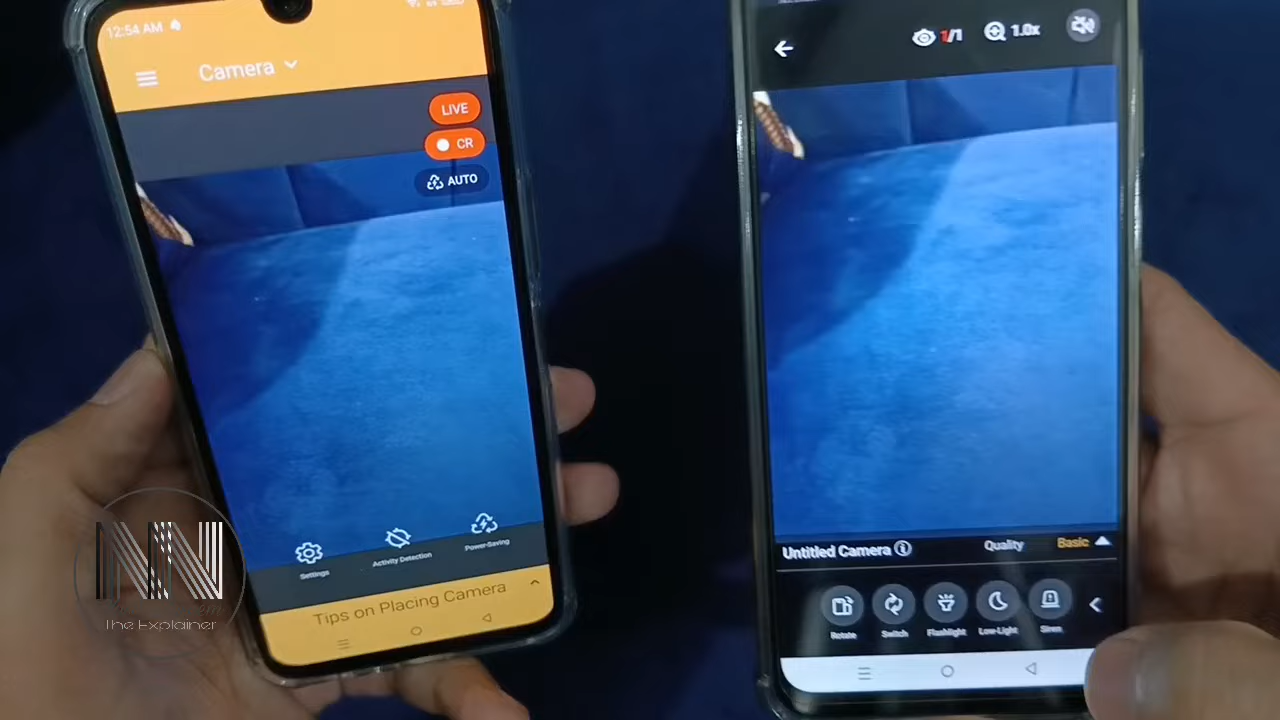 12:54 AM
Camera
LIVE
CR
AUTO
Settings
Activity Detection
Power-Saving
Tips on Placing Camera
1/1
1.0x
Untitled Camera
Quality
Basic
Rotate
Switch
Flashlight
Low-Light
Siren
NN
The Explainer